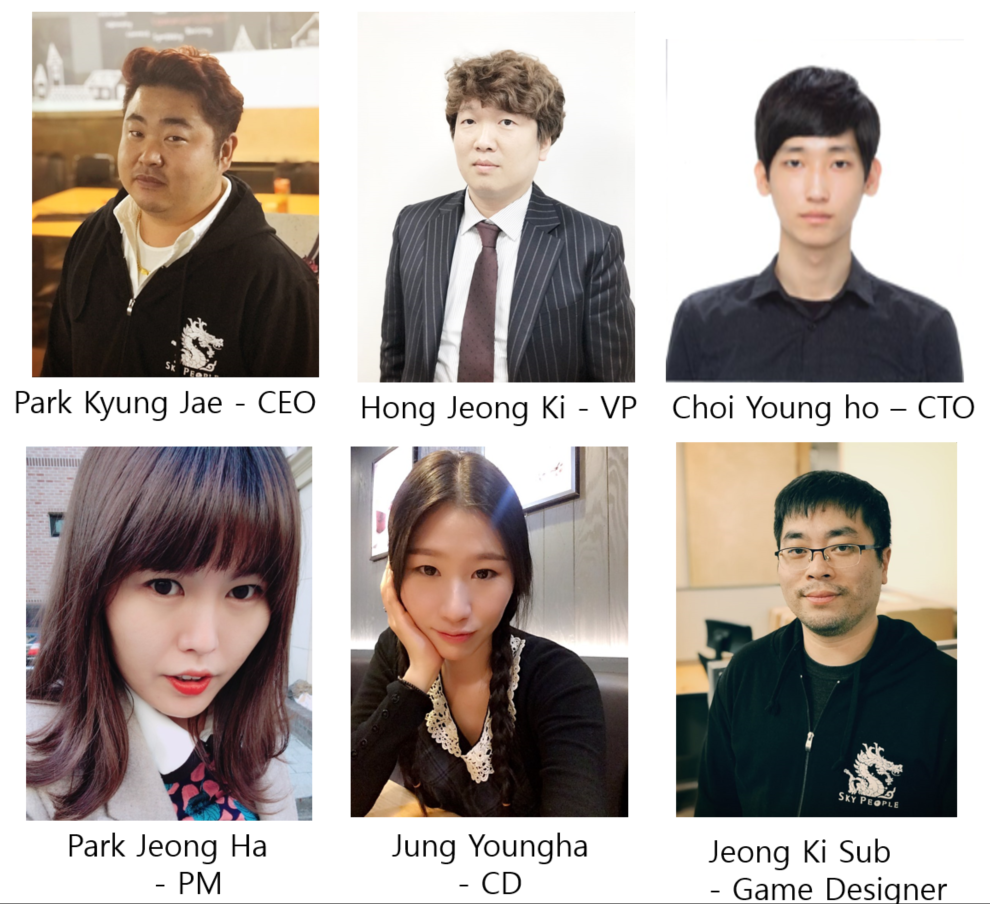 SK PEOPLE
Park Kyung Jae - CEO
Hong Jeong Ki - VP
Choi Young ho – CTO
SKY PEOPLE
Park Jeong Ha
- PM
Jung Youngha
- CD
Jeong Ki Sub
- Game Designer